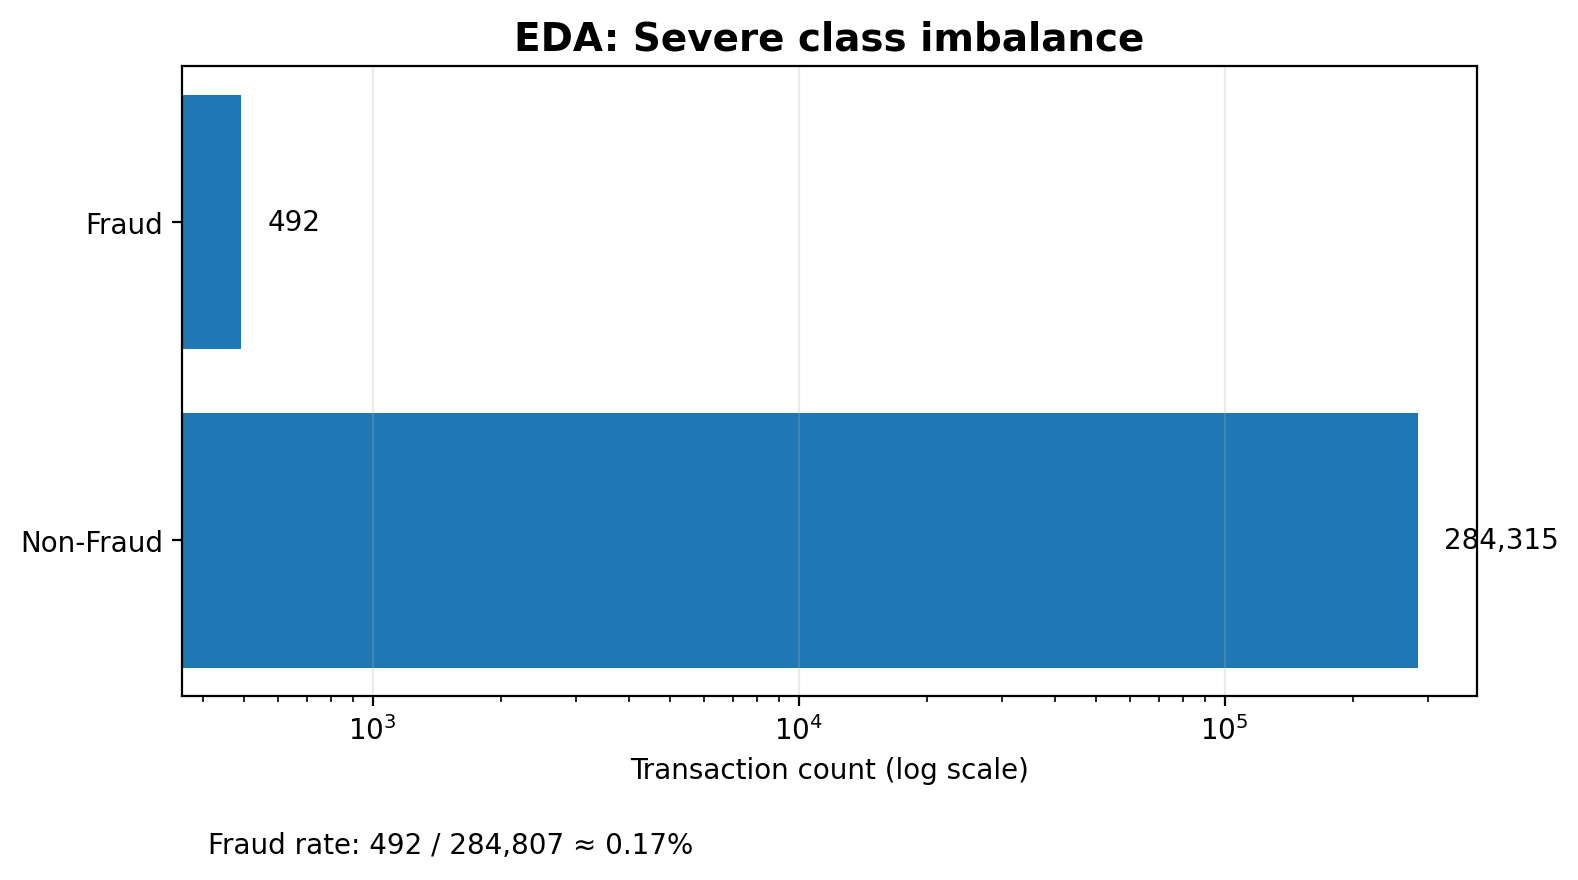 EDA: Severe class imbalance
Fraud
492
Non-Fraud
284,315
10³
10⁴
10⁵
Transaction count (log scale)
Fraud rate: 492 / 284,807 ≈ 0.17%